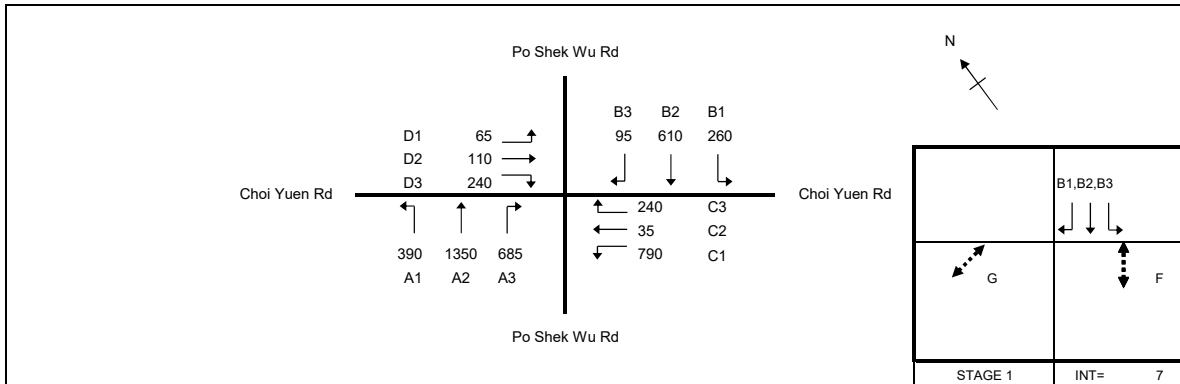 Po Shek Wu Rd
N
B3 B2 B1
D1 65 95 610 260
D2 110
D3 240
B1,B2,B3
Choi Yuen Rd
Choi Yuen Rd
240 C3
35 C2
390 1350 685 790 C1
A1 A2 A3
G F
Po Shek Wu Rd
STAGE 1 INT= 7